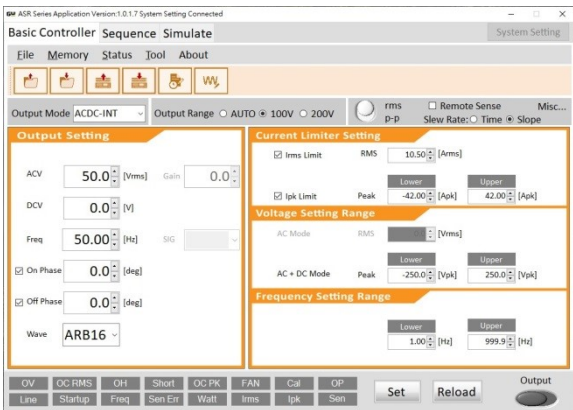 GW ASR Series Application Version:1.0.1.7 System Setting Connected
Basic Controller Sequence Simulate System Setting
File Memory Status Tool About
Output Mode ACDC-INT Output Range AUTO 100V 200V rms p-p Remote Sense Misc... Slew Rate: Time Slope
Output Setting
ACV 50.0 [Vrms] Gain 0.0
DCV 0.0 [V]
Freq 50.00 [Hz] SIG
On Phase 0.0 [deg]
Off Phase 0.0 [deg]
Wave ARB16
Current Limiter Setting
Irms Limit RMS 10.50 [Arms]
Lower Upper
Ipk Limit Peak -42.00 [Apk] 42.00 [Apk]
Voltage Setting Range
AC Mode RMS [Vrms]
Lower Upper
AC + DC Mode Peak -250.0 [Vpk] 250.0 [Vpk]
Frequency Setting Range
Lower Upper
1.00 [Hz] 999.9 [Hz]
OV OC RMS OH Short OC PK FAN Cal OP
Line Startup Freq Sen Err Watt Irms Ipk Sen
Set Reload Output